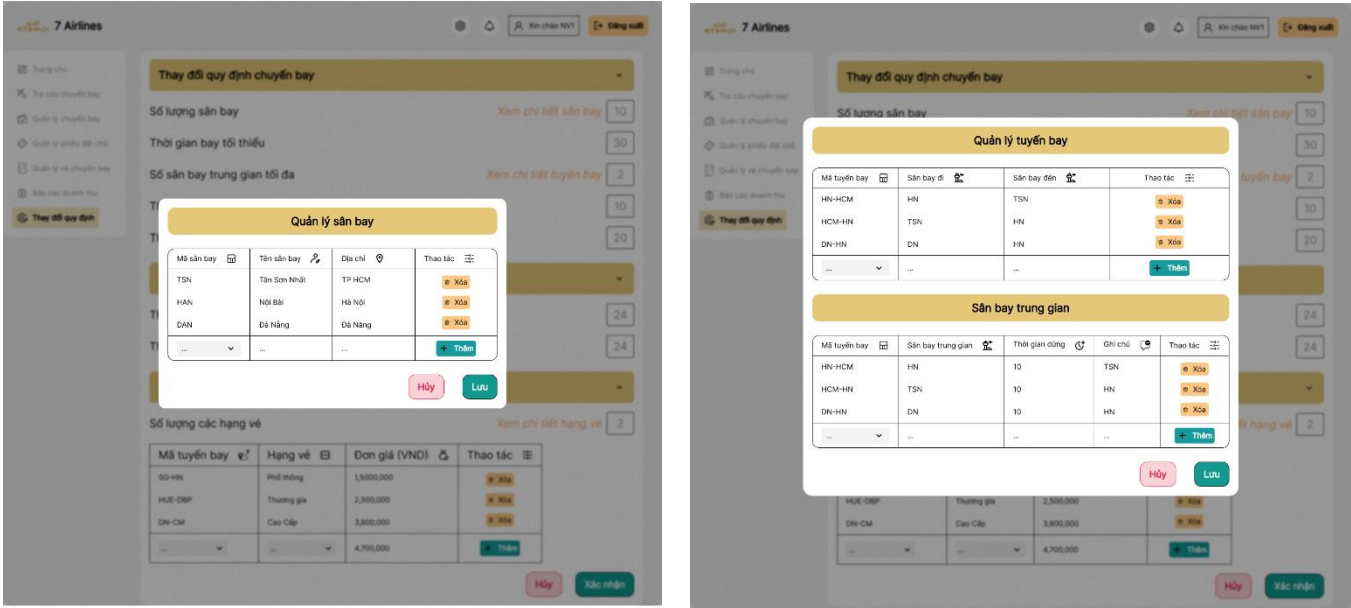 ETIHAD 7 Airlines
Xin chào NV1
Đăng xuất
Trang chủ
Tra cứu chuyến bay
Quản lý chuyến bay
Quản lý phiếu đặt chỗ
Quản lý vé chuyến bay
Báo cáo doanh thu
Thay đổi quy định
Thay đổi quy định chuyến bay
Số lượng sân bay Xem chi tiết sân bay 10
Thời gian bay tối thiểu 30
Số sân bay trung gian tối đa Xem chi tiết tuyến bay 2
10
20
Quản lý sân bay
Mã sân bay Tên sân bay Địa chỉ Thao tác
TSN Tân Sơn Nhất TP HCM Xóa
HAN Nội Bài Hà Nội Xóa
DAN Đà Nẵng Đà Nẵng Xóa
... ... ... + Thêm
Hủy Lưu
24
24
Số lượng các hạng vé Xem chi tiết hạng vé 2
Mã tuyến bay Hạng vé Đơn giá (VND) Thao tác
SG-HN Phổ thông 1,5000,000 Xóa
HUE-DBP Thương gia 2,500,000 Xóa
DN-CM Cao Cấp 3,800,000 Xóa
... ... 4,700,000 + Thêm
Hủy Xác nhận
ETIHAD 7 Airlines
Xin chào NV1
Đăng xuất
Trang chủ
Tra cứu chuyến bay
Quản lý chuyến bay
Quản lý phiếu đặt chỗ
Quản lý vé chuyến bay
Báo cáo doanh thu
Thay đổi quy định
Thay đổi quy định chuyến bay
Số lượng sân bay Xem chi tiết sân bay 10
30
tuyến bay 2
10
20
Quản lý tuyến bay
Mã tuyến bay Sân bay đi Sân bay đến Thao tác
HN-HCM HN TSN Xóa
HCM-HN TSN HN Xóa
DN-HN DN HN Xóa
... ... ... + Thêm
Sân bay trung gian
Mã tuyến bay Sân bay trung gian Thời gian dừng Ghi chú Thao tác
HN-HCM HN 10 TSN Xóa
HCM-HN TSN 10 HN Xóa
DN-HN DN 10 HN Xóa
... ... ... ... + Thêm
Hủy Lưu
24
24
hạng vé 2
HUE-DBP Thương gia 2,500,000 Xóa
DN-CM Cao Cấp 3,800,000 Xóa
... ... 4,700,000 + Thêm
Hủy Xác nhận